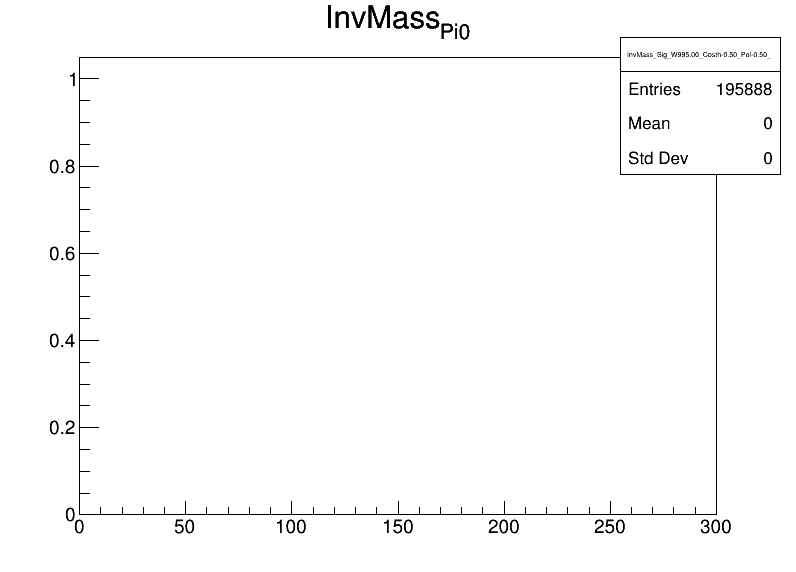 InvMassPi0
InvMass_Sig_W995.00_Costh-0.50_Pol-0.50_
Entries 195888
Mean 0
Std Dev 0
1
0.8
0.6
0.4
0.2
0
0 50 100 150 200 250 300